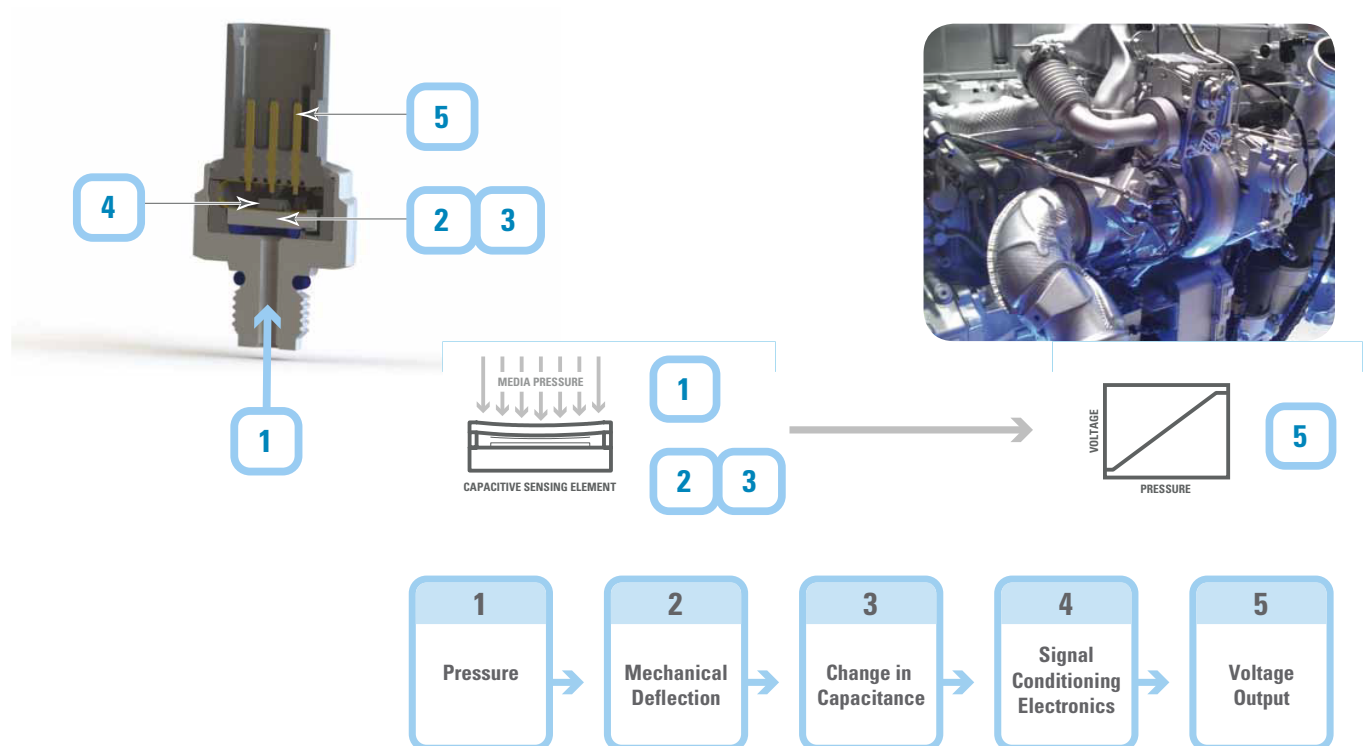 5
4
2 3
1
MEDIA PRESSURE
1
CAPACITIVE SENSING ELEMENT
2 3
VOLTAGE
PRESSURE
5
1
Pressure
2
Mechanical
Deflection
3
Change in
Capacitance
4
Signal
Conditioning
Electronics
5
Voltage
Output